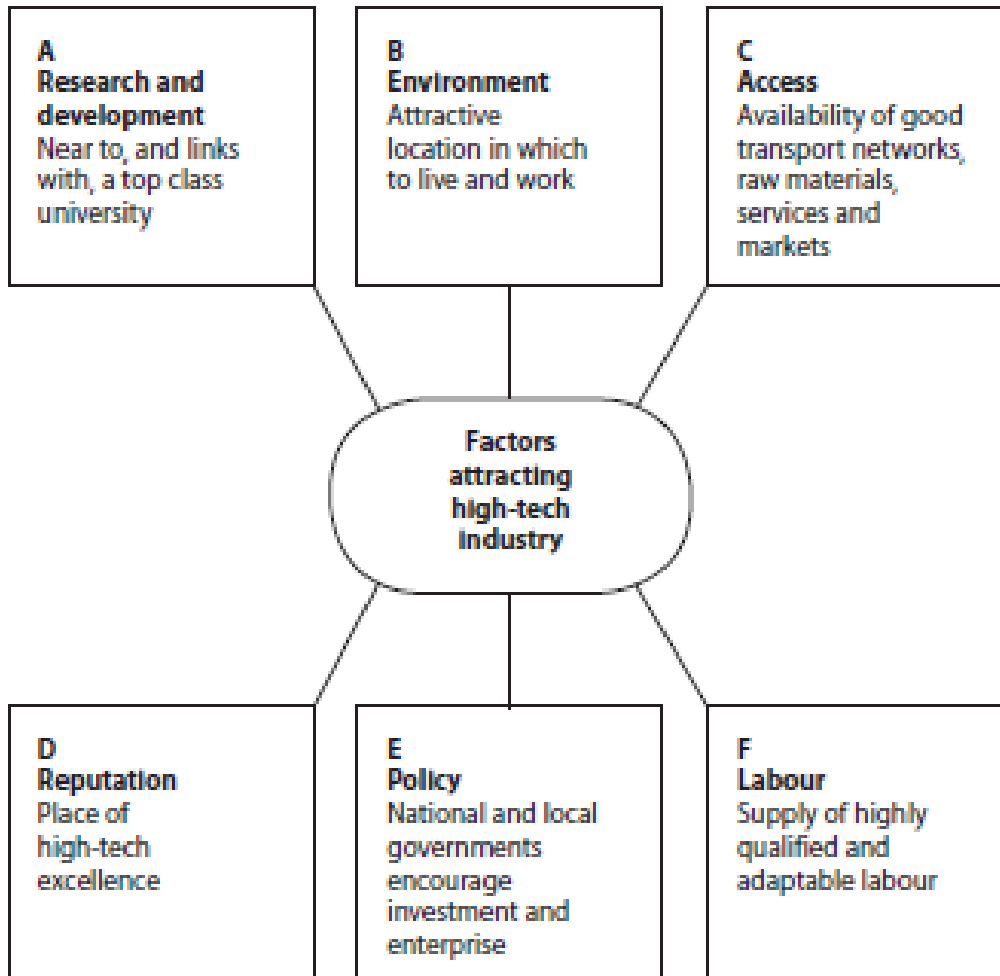 A
Research and
development
Near to, and links
with, a top class
university
B
Environment
Attractive
location in which
to live and work
C
Access
Availability of good
transport networks,
raw materials,
services and
markets
Factors
attracting
high-tech
industry
D
Reputation
Place of
high-tech
excellence
E
Policy
National and local
governments
encourage
investment and
enterprise
F
Labour
Supply of highly
qualified and
adaptable labour